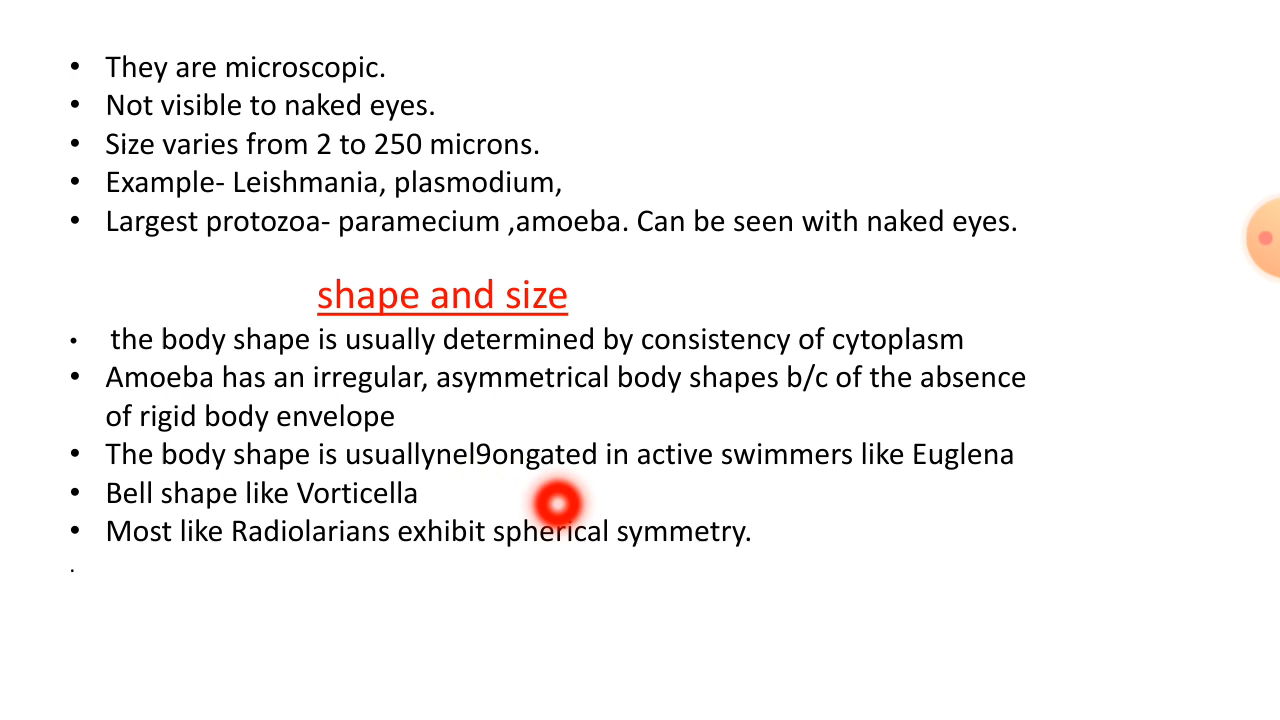 • They are microscopic.
• Not visible to naked eyes.
• Size varies from 2 to 250 microns.
• Example- Leishmania, plasmodium,
• Largest protozoa- paramecium ,amoeba. Can be seen with naked eyes.
shape and size
• the body shape is usually determined by consistency of cytoplasm
• Amoeba has an irregular, asymmetrical body shapes b/c of the absence
of rigid body envelope
• The body shape is usuallynel9ongated in active swimmers like Euglena
• Bell shape like Vorticella
• Most like Radiolarians exhibit spherical symmetry.
.